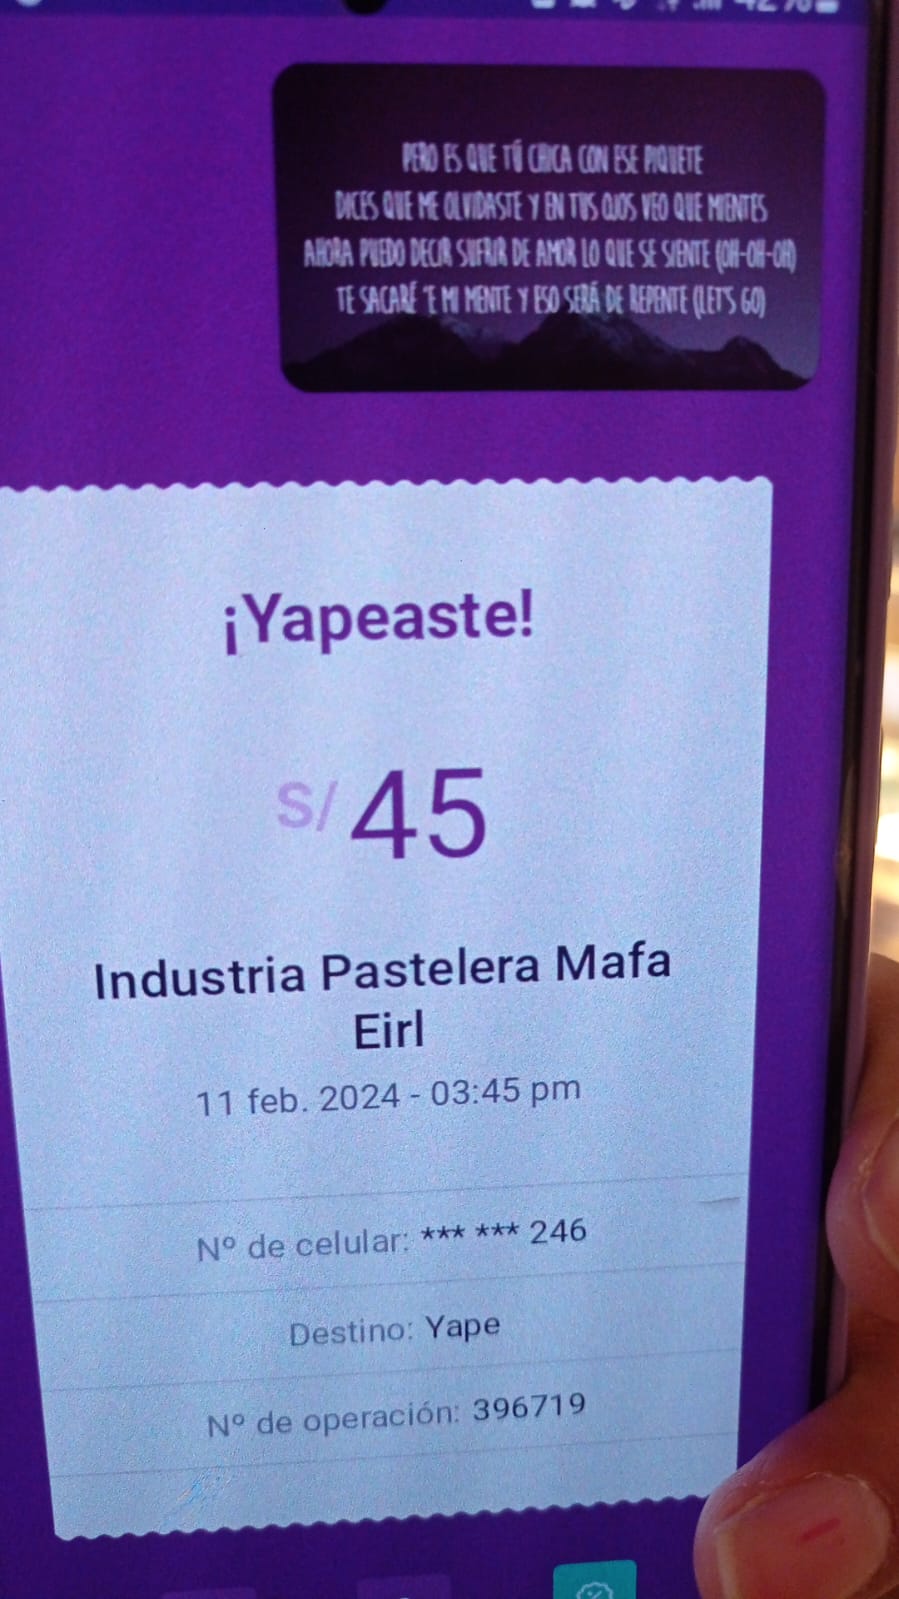 PERO ES QUE TÚ CHICA CON ESE PIQUETE
DICES QUE ME OLVIDASTE Y EN TUS OJOS VEO QUE MIENTES
AHORA PUEDO DECIR SUFRIR DE AMOR LO QUE SE SIENTE (OH-OH-OH)
TE SACARÉ 'E MI MENTE Y ESO SERÁ DE REPENTE (LET'S GO)
¡Yapeaste!
S/ 45
Industria Pastelera Mafa
Eirl
11 feb. 2024 - 03:45 pm
Nº de celular: *** *** 246
Destino: Yape
Nº de operación: 396719